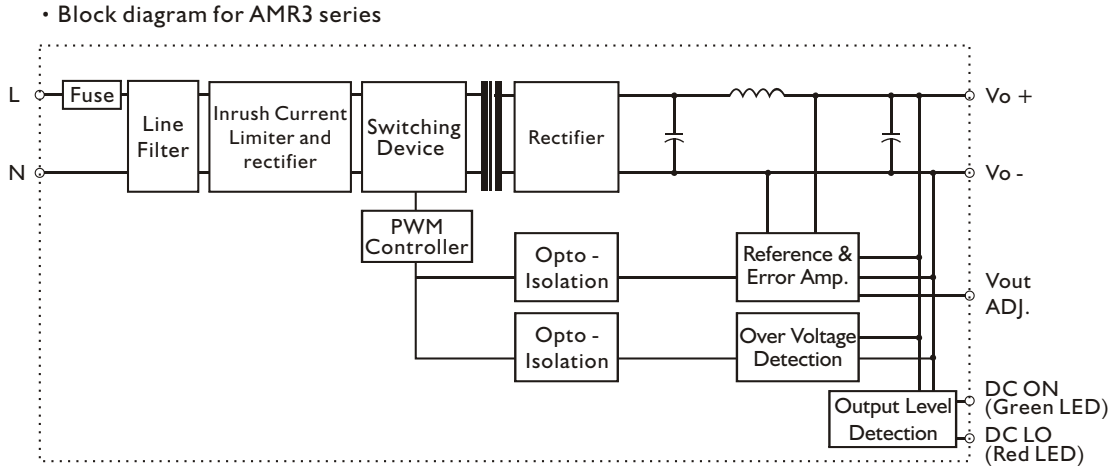 • Block diagram for AMR3 series
L
Fuse
Line
Filter
Inrush Current
Limiter and
rectifier
Switching
Device
Rectifier
Vo +
N
Vo -
PWM
Controller
Opto -
Isolation
Reference &
Error Amp.
Vout
ADJ.
Opto -
Isolation
Over Voltage
Detection
Output Level
Detection
DC ON
(Green LED)
DC LO
(Red LED)